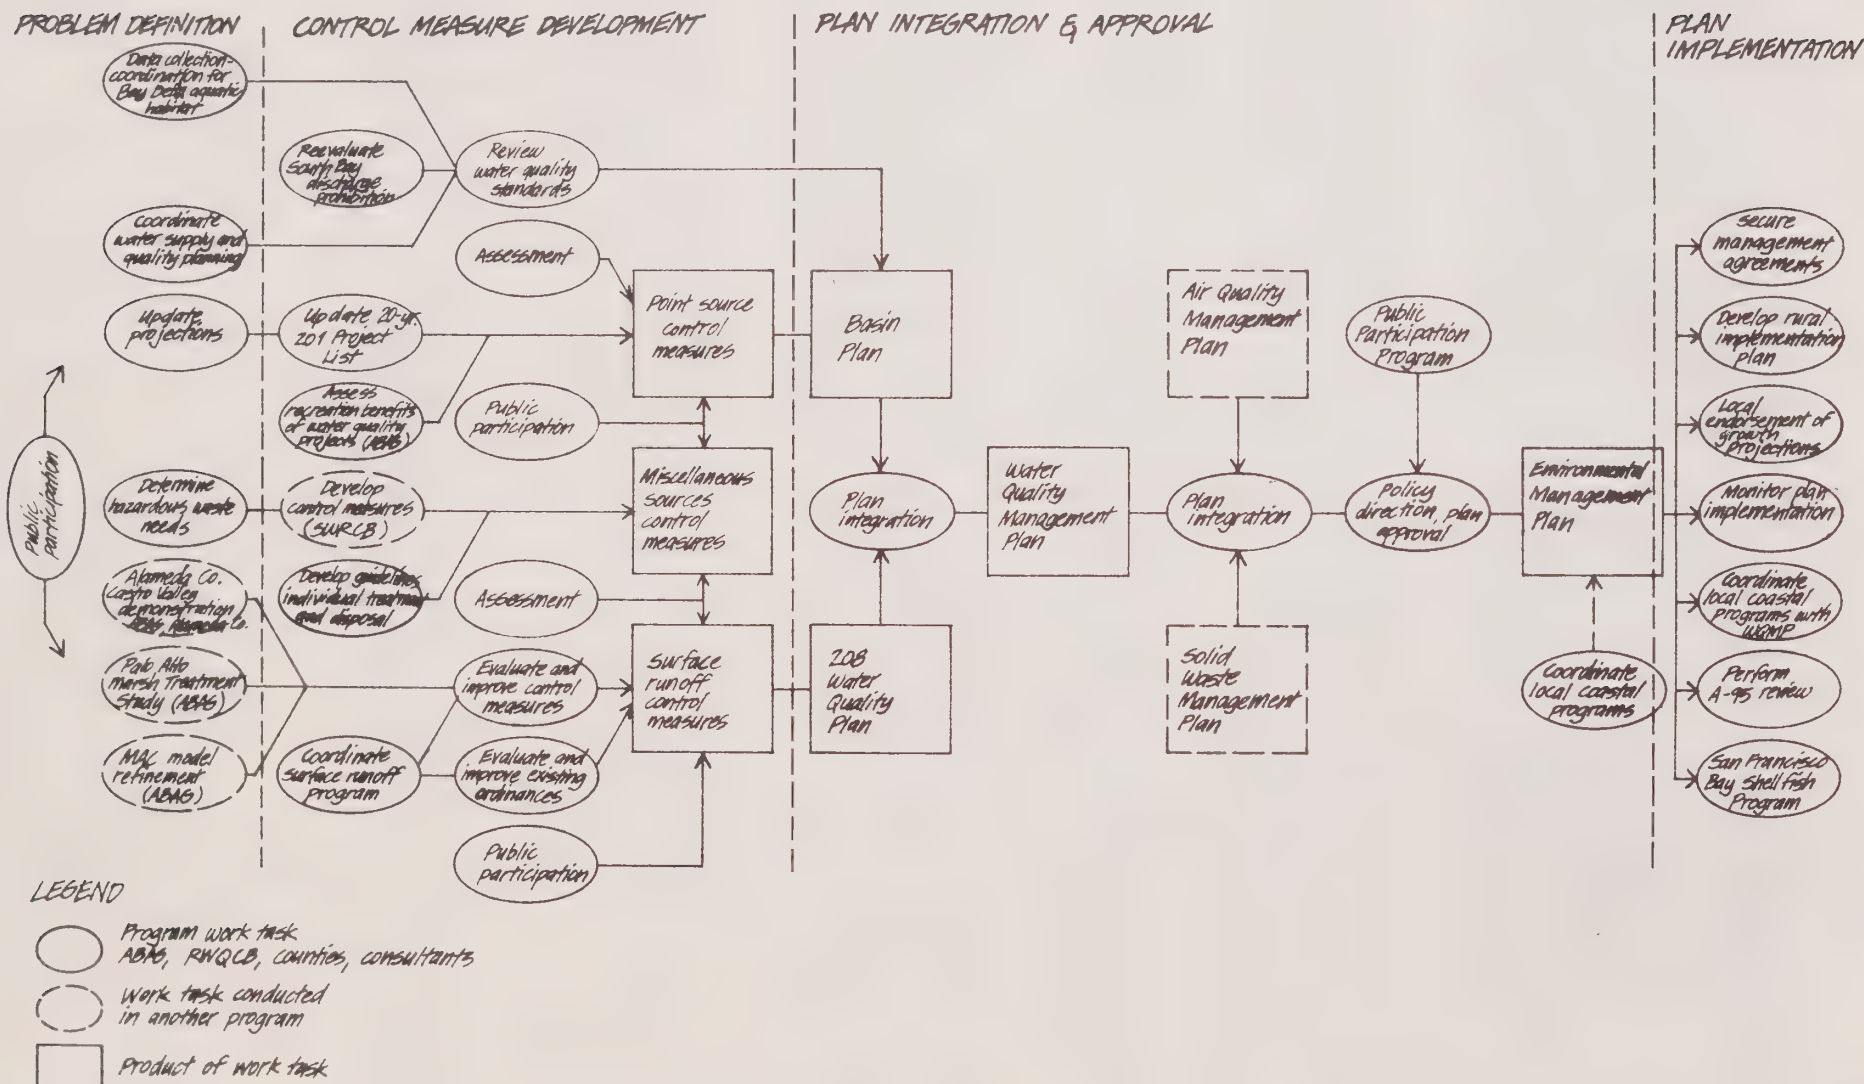 PROBLEM DEFINITION
CONTROL MEASURE DEVELOPMENT
PLAN INTEGRATION & APPROVAL
PLAN
IMPLEMENTATION
Data collection-
coordination for
Bay Delta aquatic
habitat
Reevaluate
South Bay
discharge
prohibition
Review
water quality
standards
Coordinate
water supply and
quality planning
Assessment
Update
projections
Update 20-yr.
201 Project
List
Point source
control
measures
Assess
recreation benefits
of water quality
projects (ABAG)
Public
participation
Public
participation
Determine
hazardous waste
needs
Develop
control measures
(SWRCB)
Miscellaneous
sources
control
measures
Develop guidelines,
individual treatment
and disposal
Assessment
Alameda Co.
Castro Valley
demonstration
ABAG, Alameda Co.
Palo Alto
Marsh Treatment
Study (ABAG)
Evaluate and
improve control
measures
Surface
runoff
control
measures
MAC model
refinement
(ABAG)
Coordinate
surface runoff
program
Evaluate and
improve existing
ordinances
Public
participation
Basin
Plan
Plan
integration
208
Water
Quality
Plan
Water
Quality
Management
Plan
Air Quality
Management
Plan
Plan
integration
Solid
Waste
Management
Plan
Public
Participation
Program
Policy
direction, plan
approval
Environmental
Management
Plan
Coordinate
local coastal
programs
Secure
management
agreements
Develop rural
implementation
plan
Local
endorsement of
growth
projections
Monitor plan
implementation
Coordinate
local coastal
programs with
WQMP
Perform
A-95 review
San Francisco
Bay Shellfish
Program
LEGEND
Program work task
ABAG, RWQCB, counties, consultants
Work task conducted
in another program
Product of work task